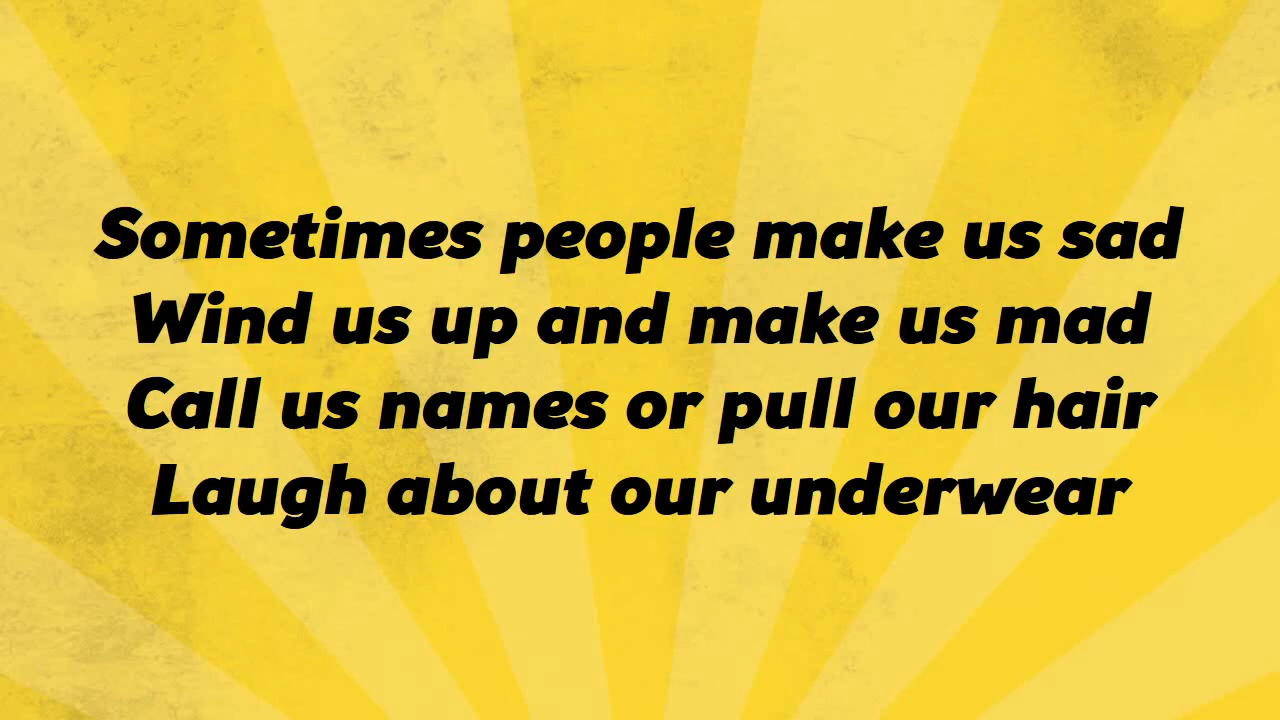 Sometimes people make us sad
Wind us up and make us mad
Call us names or pull our hair
Laugh about our underwear